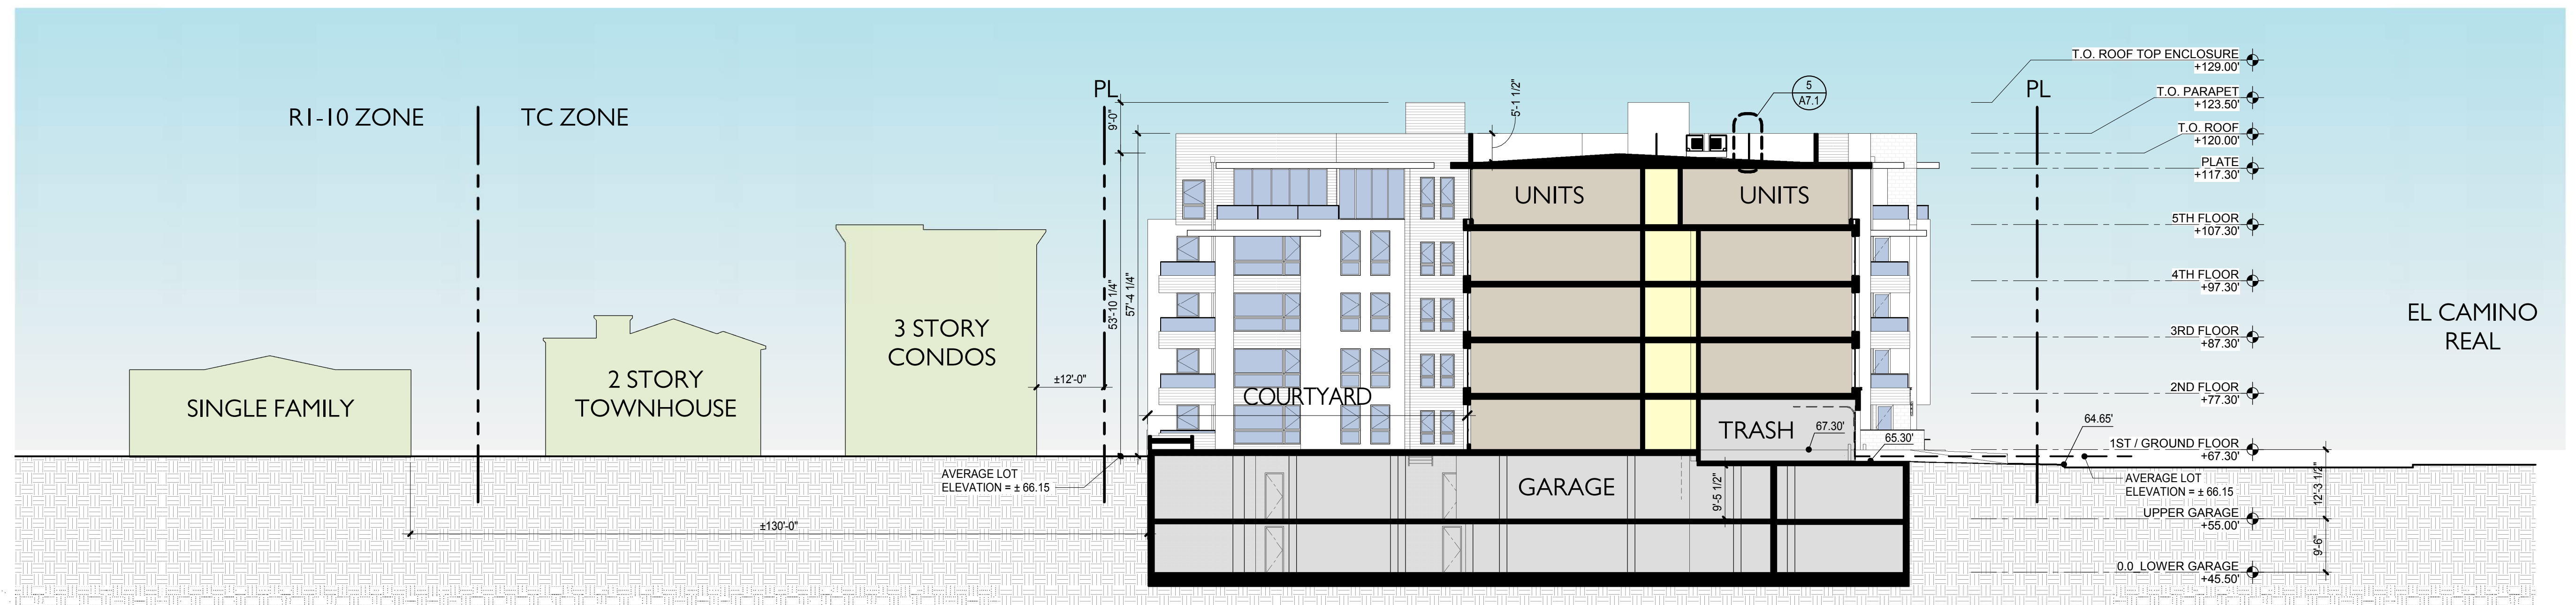 R1-10 ZONE
TC ZONE
PL
9'-0"
53'-10 1/4"
57'-4 1/4"
5'-1 1/2"
5
A7.1
PL
T.O. ROOF TOP ENCLOSURE
+129.00'
T.O. PARAPET
+123.50'
T.O. ROOF
+120.00'
PLATE
+117.30'
5TH FLOOR
+107.30'
4TH FLOOR
+97.30'
3RD FLOOR
+87.30'
2ND FLOOR
+77.30'
1ST / GROUND FLOOR
+67.30'
UPPER GARAGE
+55.00'
0.0 LOWER GARAGE
+45.50'
EL CAMINO
REAL
UNITS
UNITS
3 STORY
CONDOS
2 STORY
TOWNHOUSE
SINGLE FAMILY
±12'-0"
COURTYARD
TRASH
67.30'
65.30'
64.65'
AVERAGE LOT
ELEVATION = ± 66.15
AVERAGE LOT
ELEVATION = ± 66.15
GARAGE
9'-5 1/2"
12'-3 1/2"
9'-6"
±130'-0"